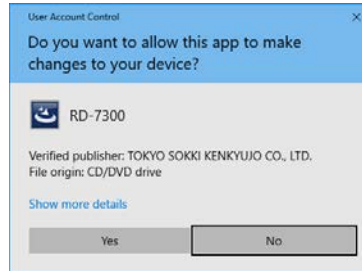 User Account Control
Do you want to allow this app to make
changes to your device?
RD-7300
Verified publisher: TOKYO SOKKI KENKYUJO CO., LTD.
File origin: CD/DVD drive
Show more details
Yes
No